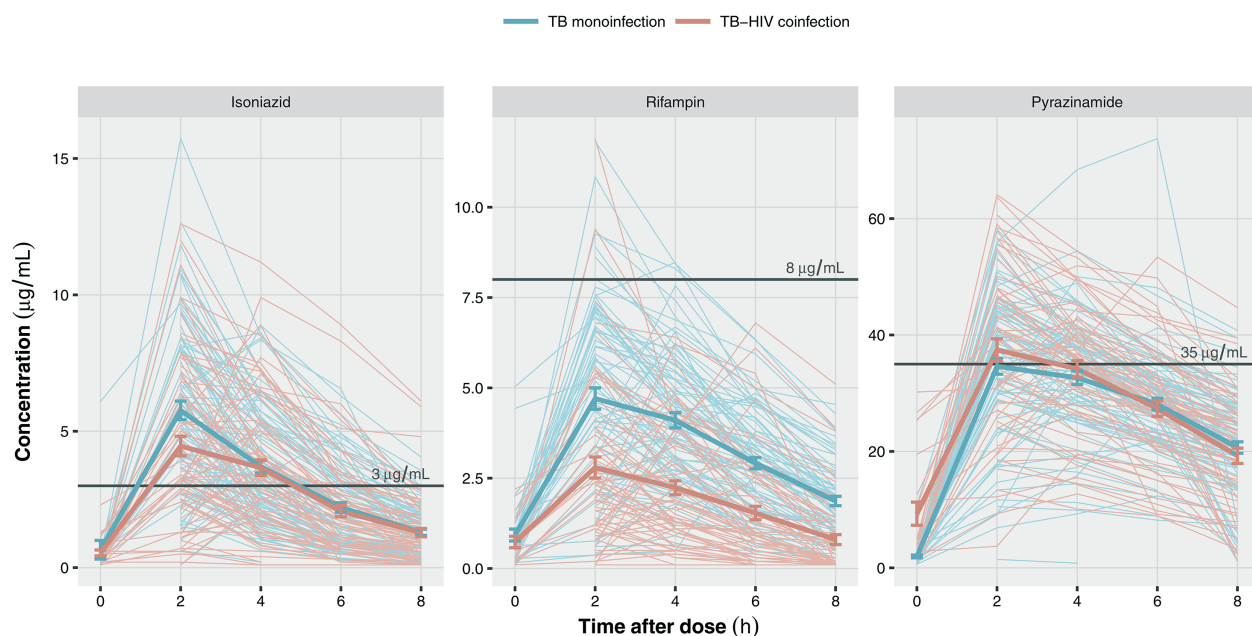 TB monoinfection TB−HIV coinfection
Isoniazid Rifampin Pyrazinamide
Concentration (μg/mL)
15
10
5
0
3 μg/mL
0 2 4 6 8
10.0
7.5
5.0
2.5
0.0
8 μg/mL
0 2 4 6 8
60
40
20
0
35 μg/mL
0 2 4 6 8
Time after dose (h)